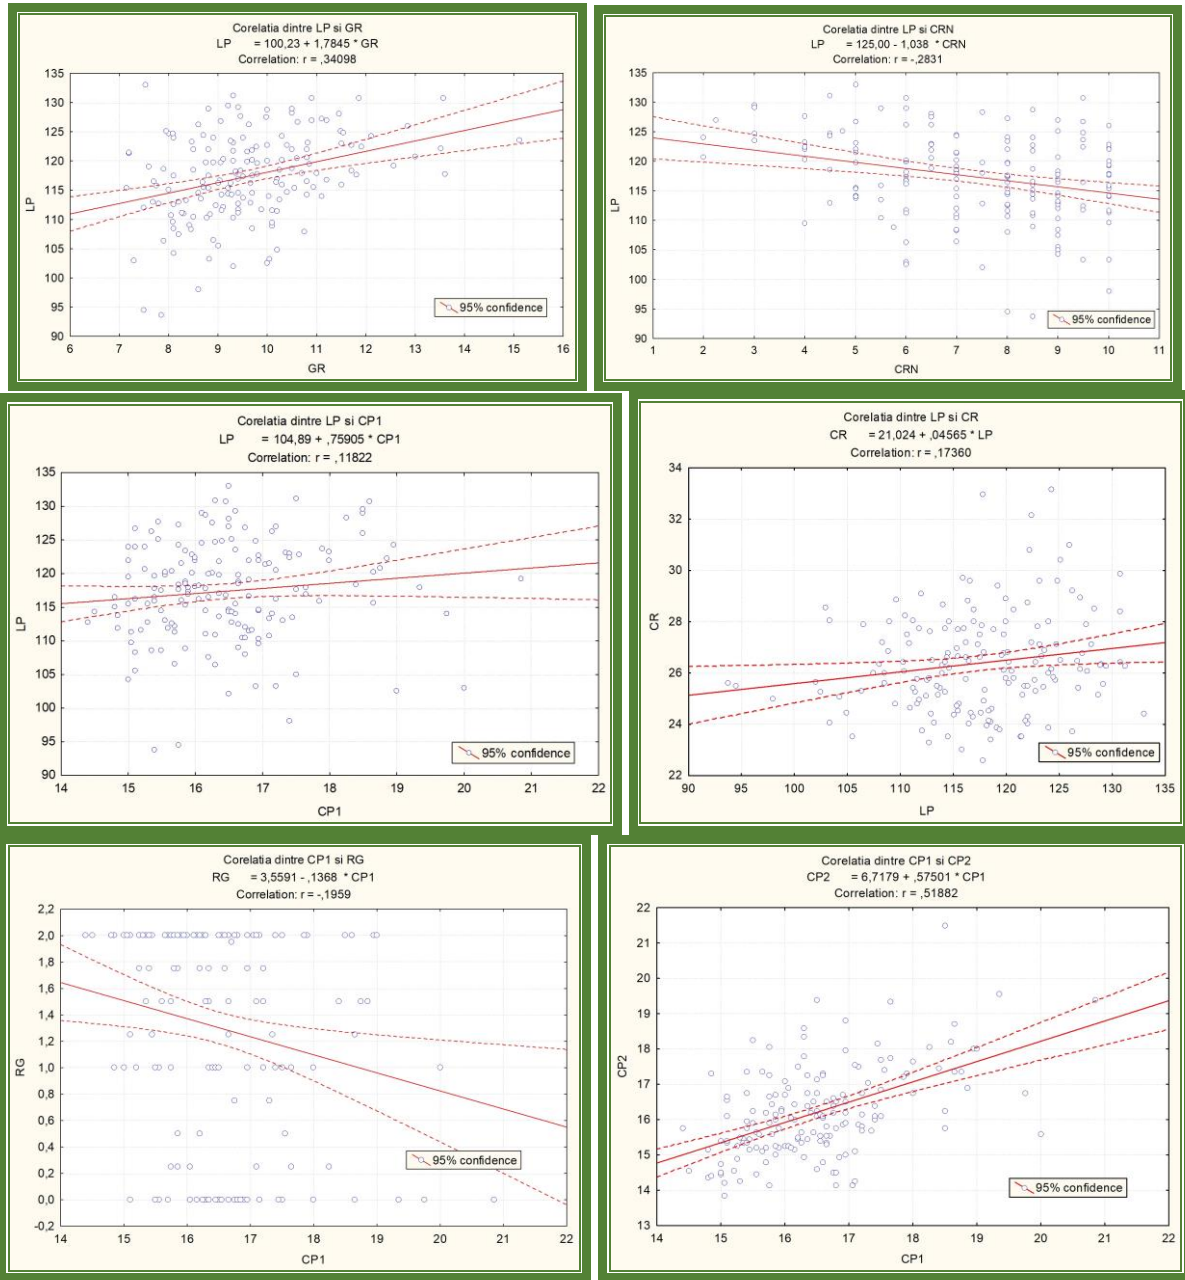 Corelatia dintre LP si GR
LP = 100,23 + 1,7845 * GR
Correlation: r = ,34098
135
130
125
120
115
110
105
100
95
90
LP
95% confidence
6 7 8 9 10 11 12 13 14 15 16
GR
Corelatia dintre LP si CRN
LP = 125,00 - 1,038 * CRN
Correlation: r = -,2831
135
130
125
120
115
110
105
100
95
90
LP
95% confidence
1 2 3 4 5 6 7 8 9 10 11
CRN
Corelatia dintre LP si CP1
LP = 104,89 + ,75905 * CP1
Correlation: r = ,11822
135
130
125
120
115
110
105
100
95
90
LP
95% confidence
14 15 16 17 18 19 20 21 22
CP1
Corelatia dintre LP si CR
CR = 21,024 + ,04565 * LP
Correlation: r = ,17360
34
32
30
28
26
24
22
CR
95% confidence
90 95 100 105 110 115 120 125 130 135
LP
Corelatia dintre CP1 si RG
RG = 3,5591 - ,1368 * CP1
Correlation: r = -,1959
2,2
2,0
1,8
1,6
1,4
1,2
1,0
0,8
0,6
0,4
0,2
0,0
-0,2
RG
95% confidence
14 15 16 17 18 19 20 21 22
CP1
Corelatia dintre CP1 si CP2
CP2 = 6,7179 + ,57501 * CP1
Correlation: r = ,51882
22
21
20
19
18
17
16
15
14
13
CP2
95% confidence
14 15 16 17 18 19 20 21 22
CP1